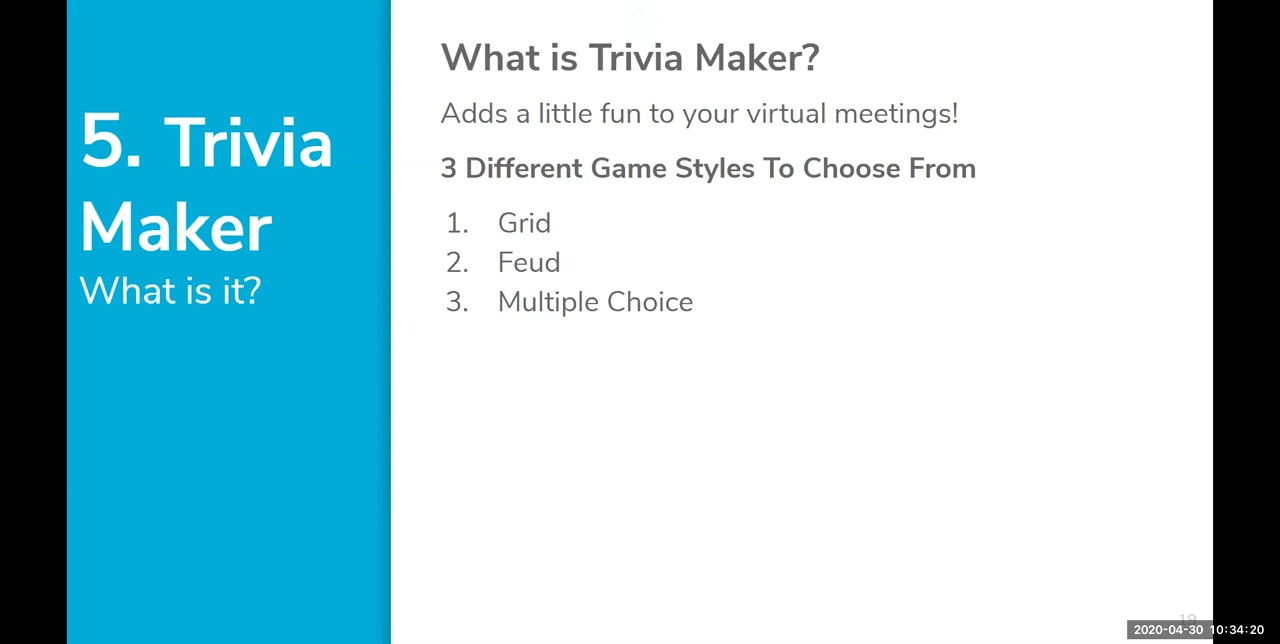 5. Trivia
Maker
What is it?
What is Trivia Maker?
Adds a little fun to your virtual meetings!
3 Different Game Styles To Choose From
1. Grid
2. Feud
3. Multiple Choice
2020-04-30 10:34:20